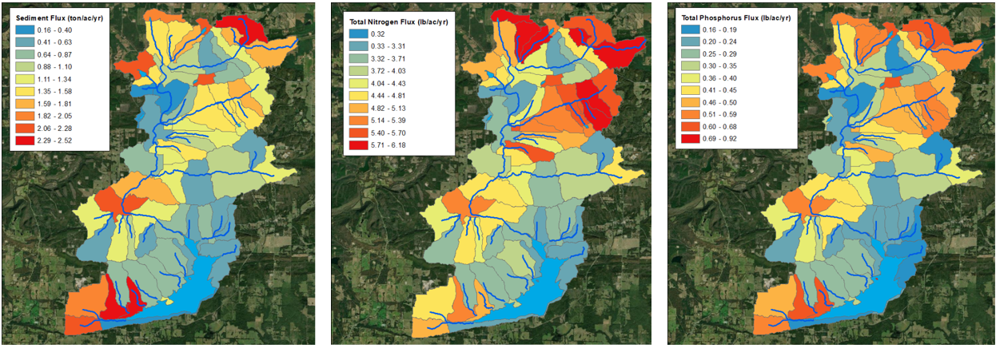 Sediment Flux (ton/ac/yr)
0.16 - 0.40
0.41 - 0.63
0.64 - 0.87
0.88 - 1.10
1.11 - 1.34
1.35 - 1.58
1.59 - 1.81
1.82 - 2.05
2.06 - 2.28
2.29 - 2.52
Total Nitrogen Flux (lb/ac/yr)
0.32
0.33 - 3.31
3.32 - 3.71
3.72 - 4.03
4.04 - 4.43
4.44 - 4.81
4.82 - 5.13
5.14 - 5.39
5.40 - 5.70
5.71 - 6.18
Total Phosphorus Flux (lb/ac/yr)
0.16 - 0.19
0.20 - 0.24
0.25 - 0.29
0.30 - 0.35
0.36 - 0.40
0.41 - 0.45
0.46 - 0.50
0.51 - 0.59
0.60 - 0.68
0.69 - 0.92